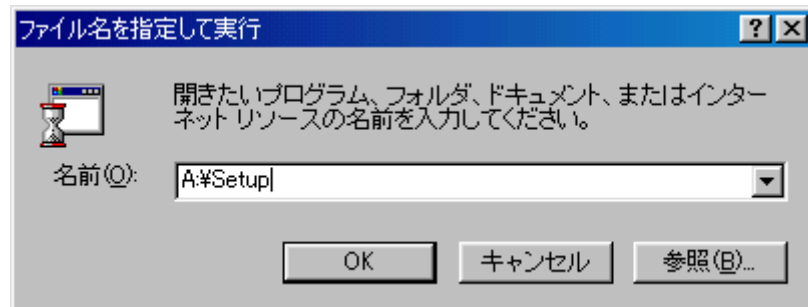 ファイル名を指定して実行
開きたいプログラム、フォルダ、ドキュメント、またはインター
ネット リソースの名前を入力してください。
名前(O):
A:¥Setup
OK
キャンセル
参照(B)...